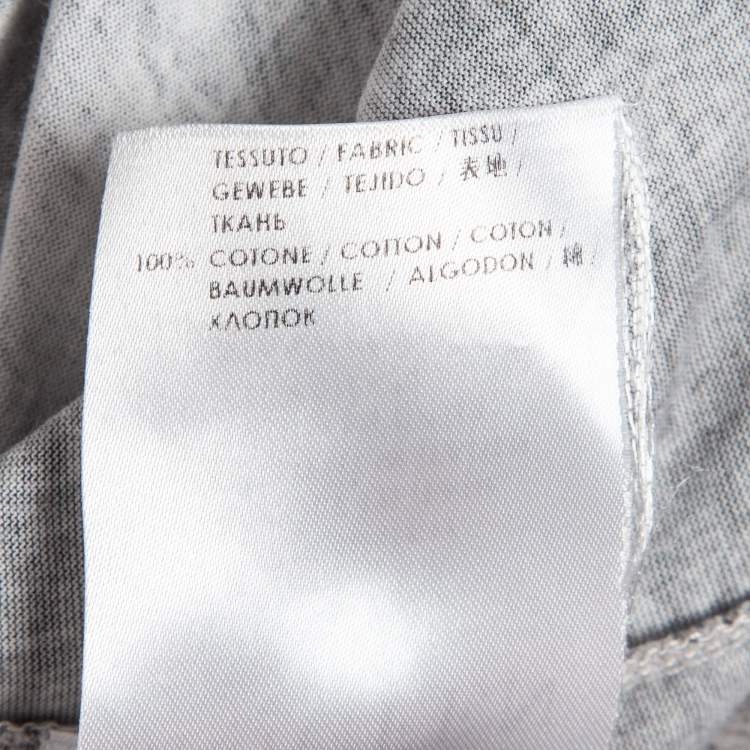 TESSUTO / FABRIC / TISSU /
GEWEBE / TEJIDO / 表地 /
ТКАНЬ
100% COTONE / COTTON / COTON /
BAUMWOLLE / ALGODON / 綿 /
ХЛОПОК